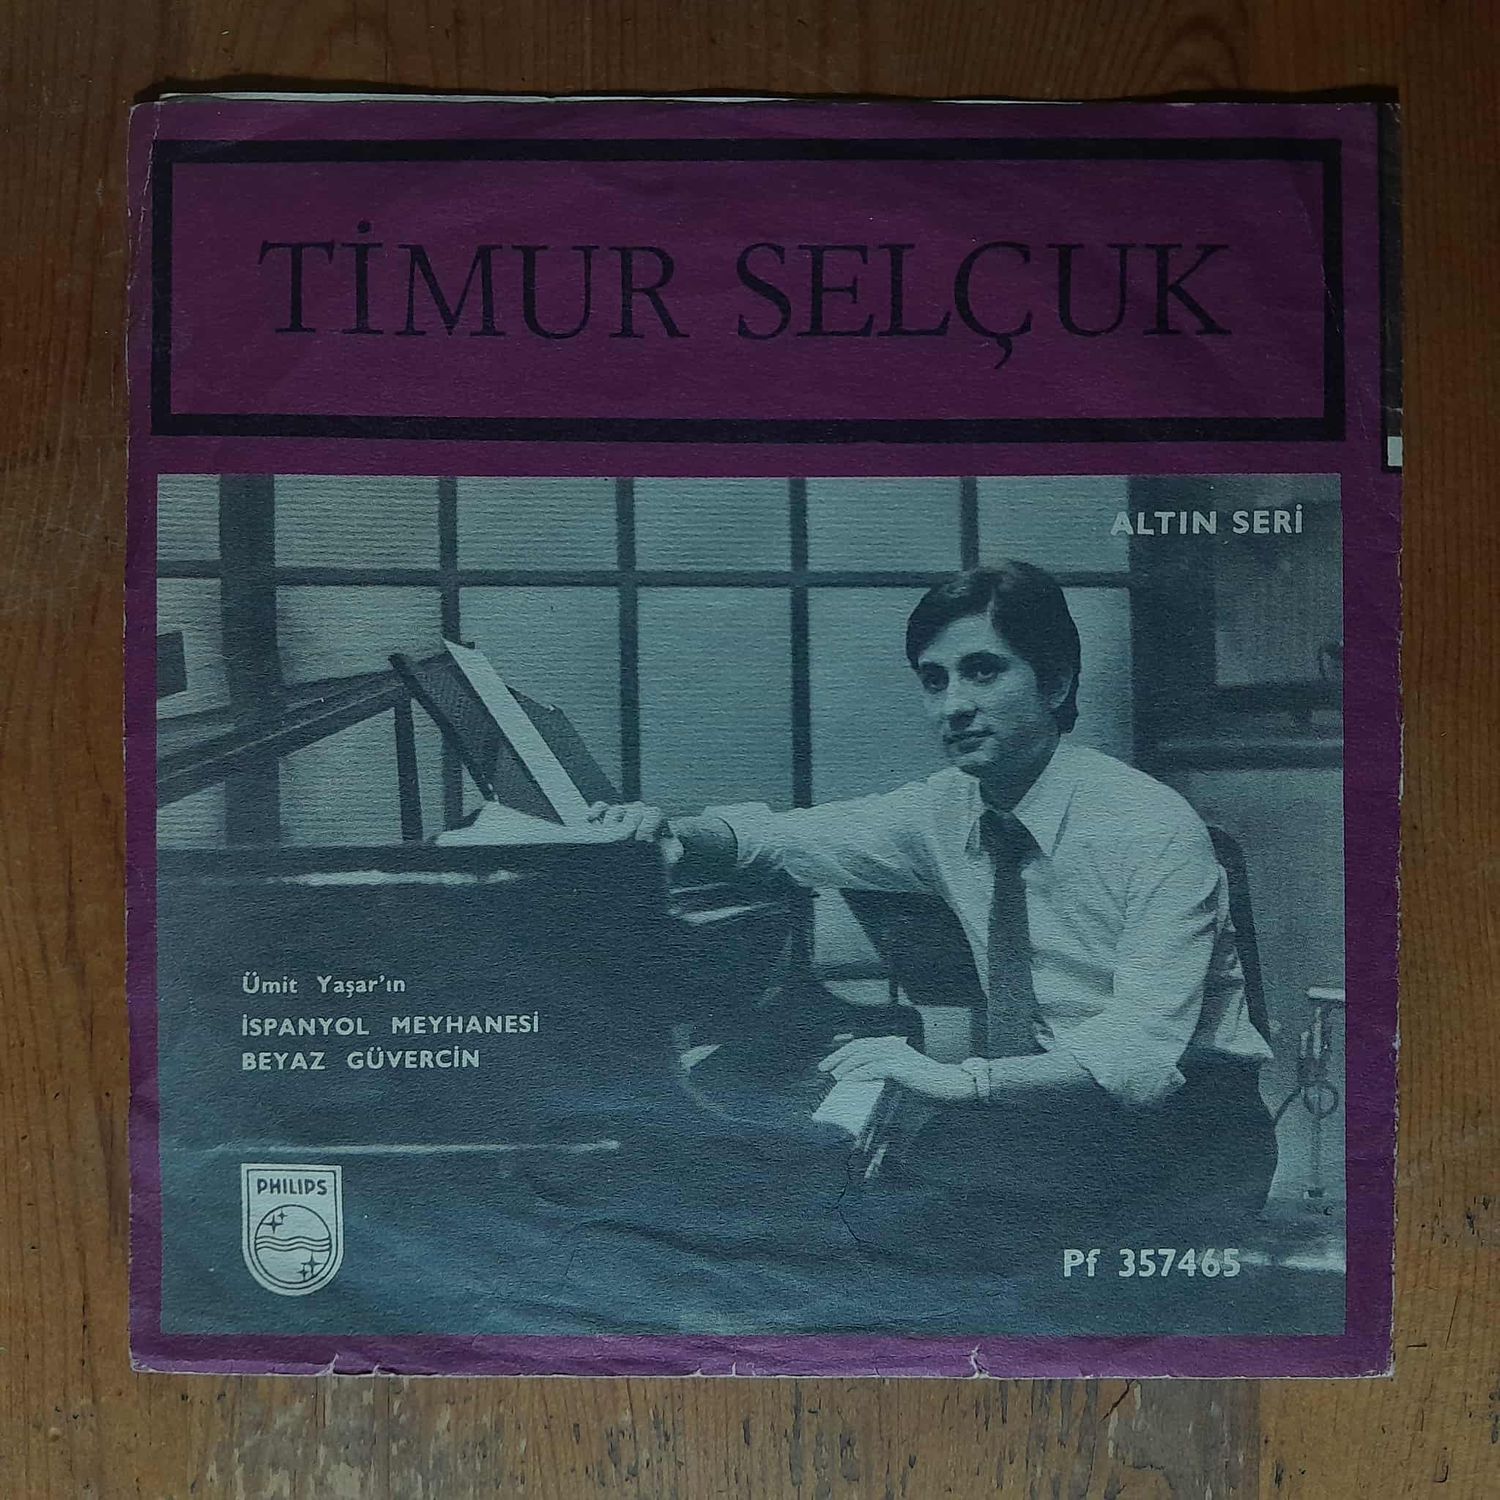 TİMUR SELÇUK
ALTIN SERİ
Ümit Yaşar'ın
İSPANYOL MEYHANESİ
BEYAZ GÜVERCİN
PHILIPS
Pf 357465